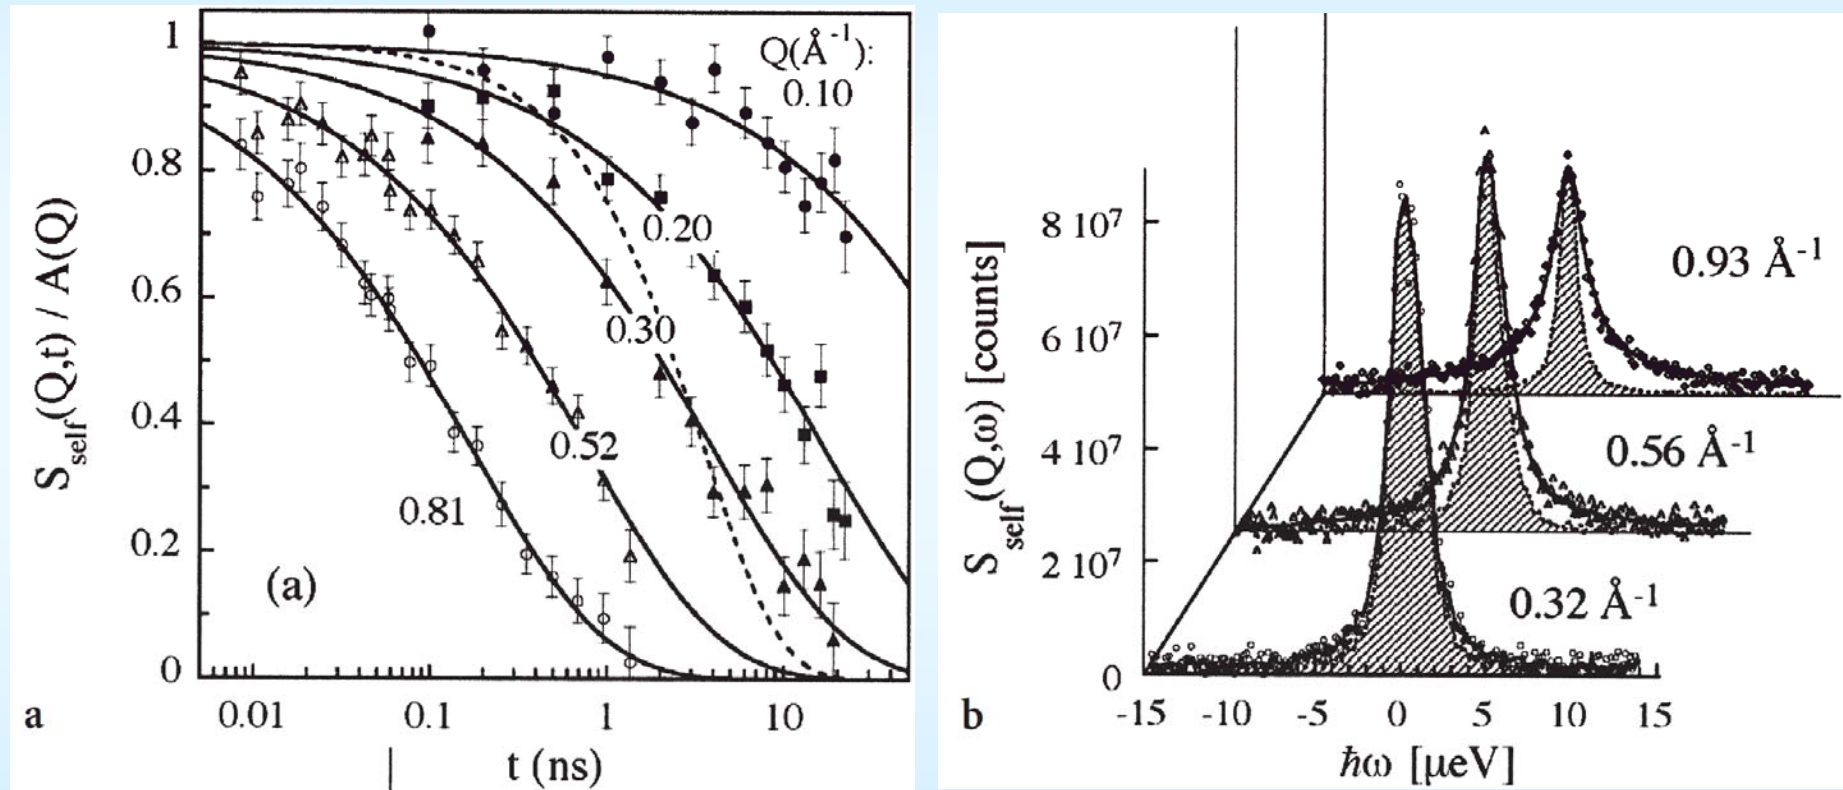 S_self(Q,t) / A(Q)
1
0.8
0.6
0.4
0.2
0
Q(Å⁻¹):
0.10
0.20
0.30
0.52
0.81
(a)
0.01
0.1
1
10
t (ns)
a
S_self(Q,ω) [counts]
8 10⁷
6 10⁷
4 10⁷
2 10⁷
0
0.93 Å⁻¹
0.56 Å⁻¹
0.32 Å⁻¹
-15
-10
-5
0
5
10
15
ħω [µeV]
b